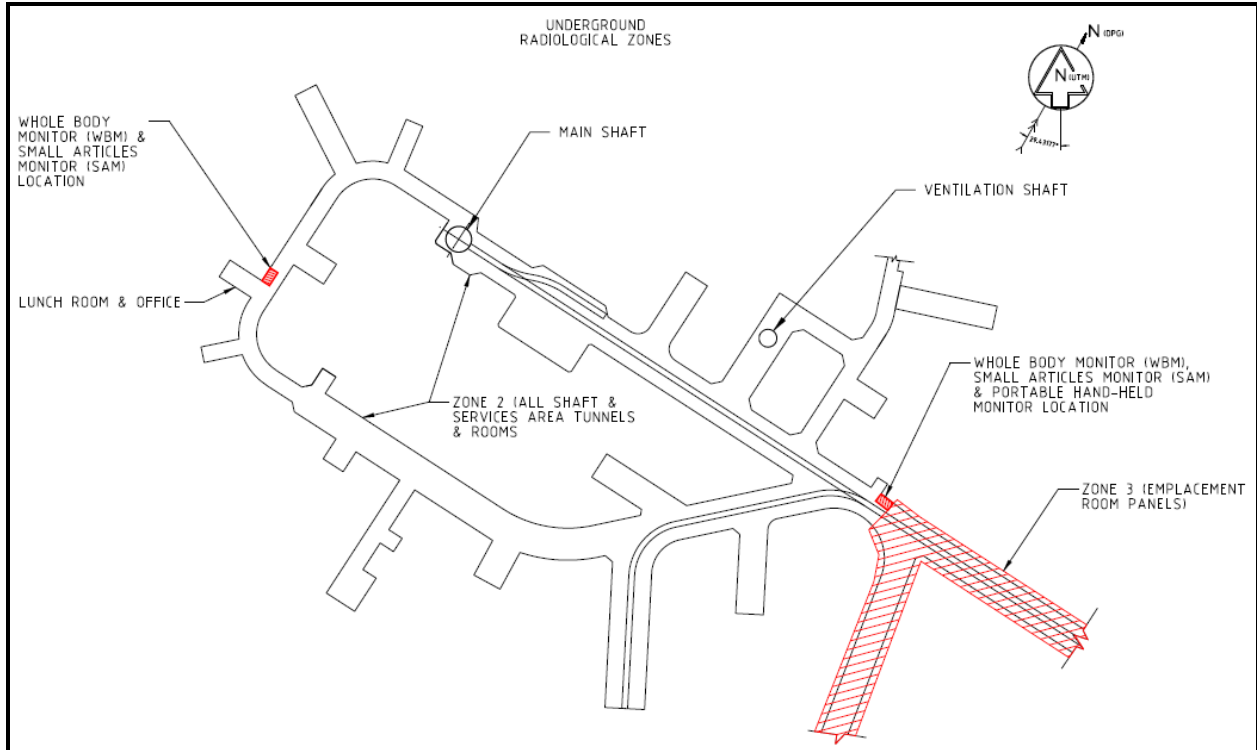 UNDERGROUND
RADIOLOGICAL ZONES
N (DPG)
N (UTM)
WHOLE BODY
MONITOR (WBM) &
SMALL ARTICLES
MONITOR (SAM)
LOCATION
MAIN SHAFT
VENTILATION SHAFT
LUNCH ROOM & OFFICE
WHOLE BODY MONITOR (WBM),
SMALL ARTICLES MONITOR (SAM)
& PORTABLE HAND-HELD
MONITOR LOCATION
ZONE 2 (ALL SHAFT &
SERVICES AREA TUNNELS
& ROOMS
ZONE 3 (EMPLACEMENT
ROOM PANELS)